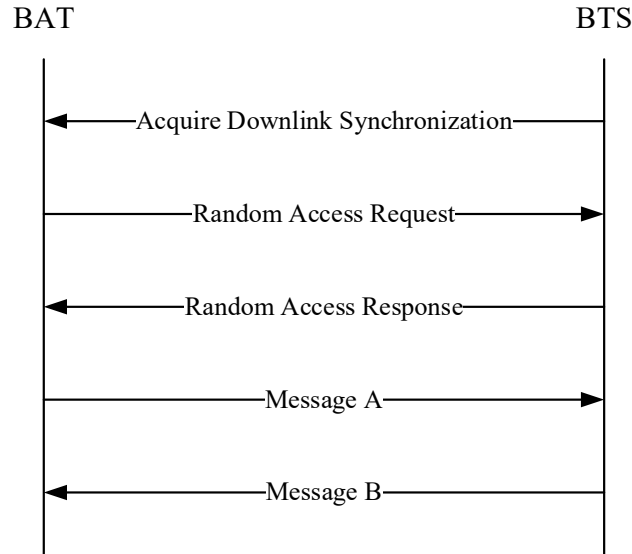 BAT BTS
Acquire Downlink Synchronization
Random Access Request
Random Access Response
Message A
Message B